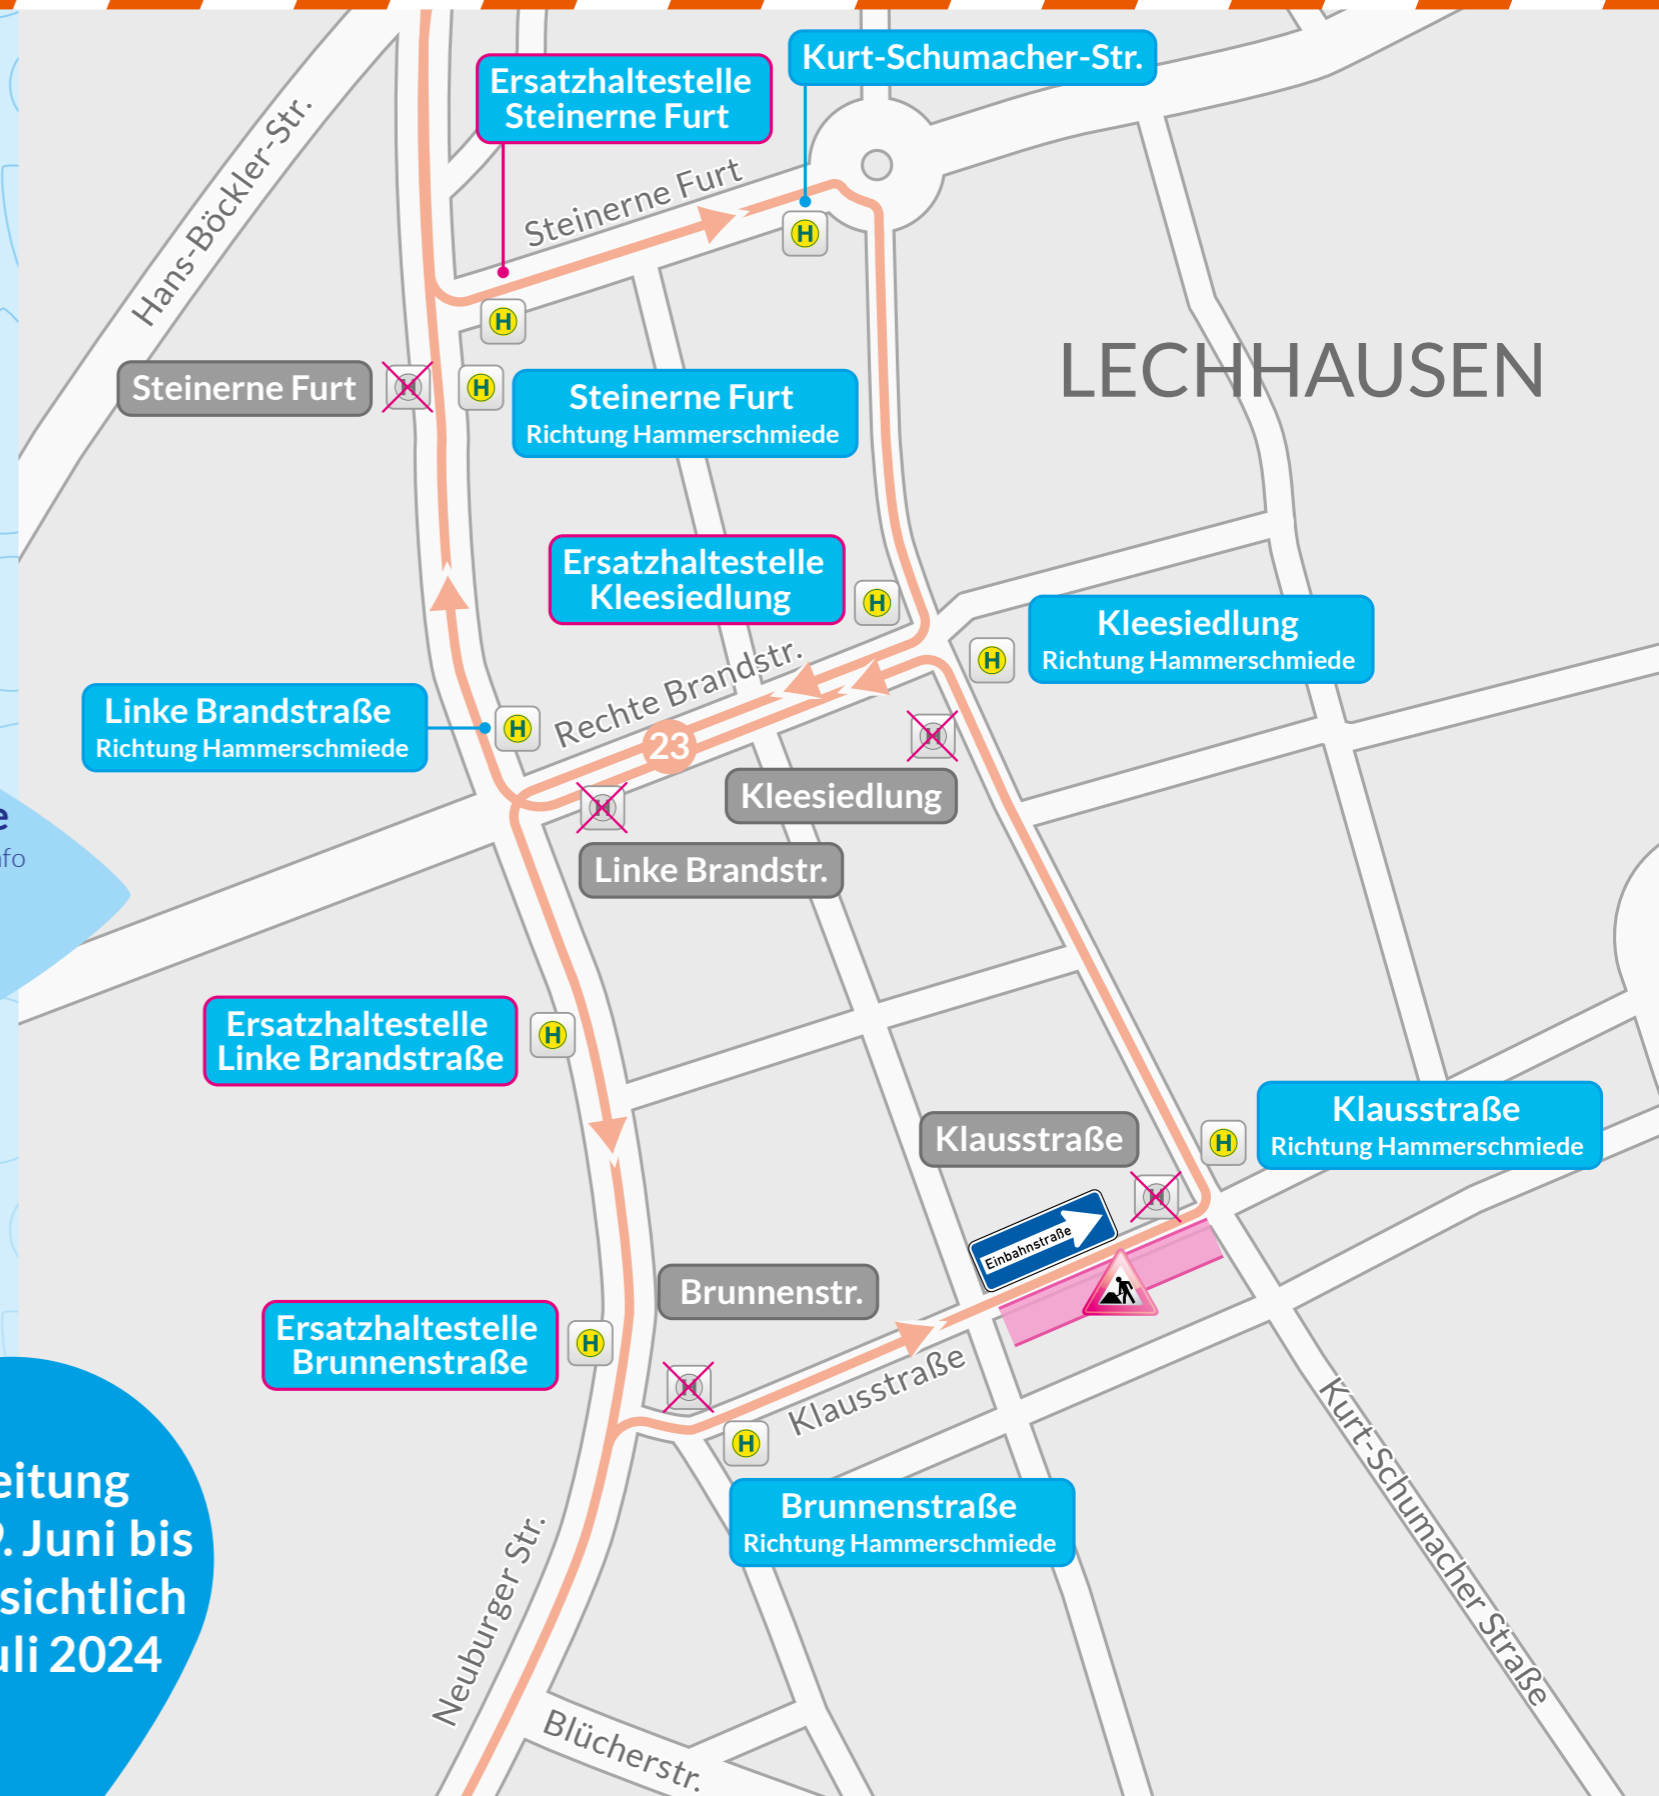 Kurt-Schumacher-Str.
Ersatzhaltestelle
Steinerne Furt
Hans-Böckler-Str.
Steinerne Furt
H
H
LECHHAUSEN
Steinerne Furt
H
H
Steinerne Furt
Richtung Hammerschmiede
Ersatzhaltestelle
Kleesiedlung
H
Kleesiedlung
Richtung Hammerschmiede
H
Rechte Brandstr.
Linke Brandstraße
Richtung Hammerschmiede
H
23
H
Kleesiedlung
H
Linke Brandstr.
Ersatzhaltestelle
Linke Brandstraße
H
Klausstraße
H
Klausstraße
Richtung Hammerschmiede
H
Einbahnstraße
Brunnenstr.
Ersatzhaltestelle
Brunnenstraße
H
H
Klausstraße
H
Brunnenstraße
Richtung Hammerschmiede
Kurt-Schumacher Straße
Neuburger Str.
Blücherstr.
eitung
. Juni bis
sichtlich
uli 2024